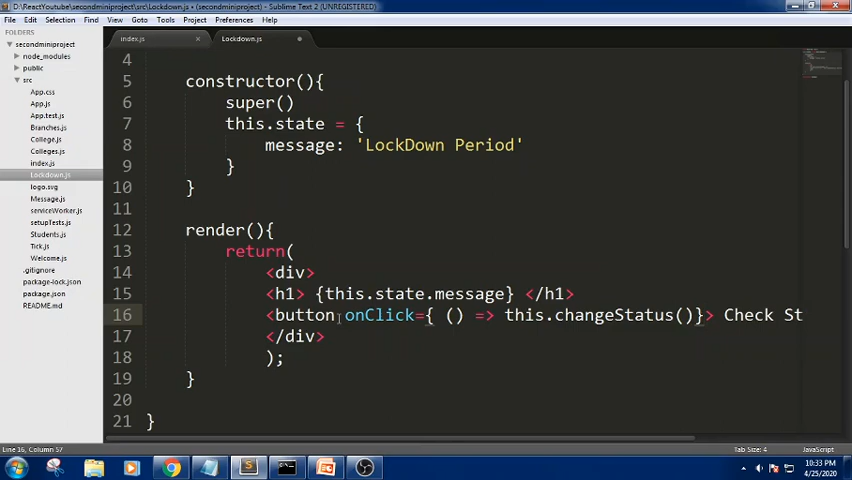 D:\ReactYoutube\secondminiproject\src\Lockdown.js • (secondminiproject) - Sublime Text 2 (UNREGISTERED)
File Edit Selection Find View Goto Tools Project Preferences Help
FOLDERS
secondminiproject
node_modules
public
src
App.css
App.js
App.test.js
Branches.js
College.js
Colleges.js
index.js
Lockdown.js
logo.svg
Message.js
serviceWorker.js
setupTests.js
Students.js
Tick.js
Welcome.js
.gitignore
package-lock.json
package.json
README.md
index.js × Lockdown.js
4
5 constructor(){
6 super()
7 this.state = {
8 message: 'LockDown Period'
9 }
10 }
11
12 render(){
13 return(
14 <div>
15 <h1> {this.state.message} </h1>
16 <button onClick={ () => this.changeStatus()}> Check St
17 </div>
18 );
19 }
20
21 }
Line 16, Column 57 Tab Size: 4 JavaScript
10:33 PM
4/25/2020